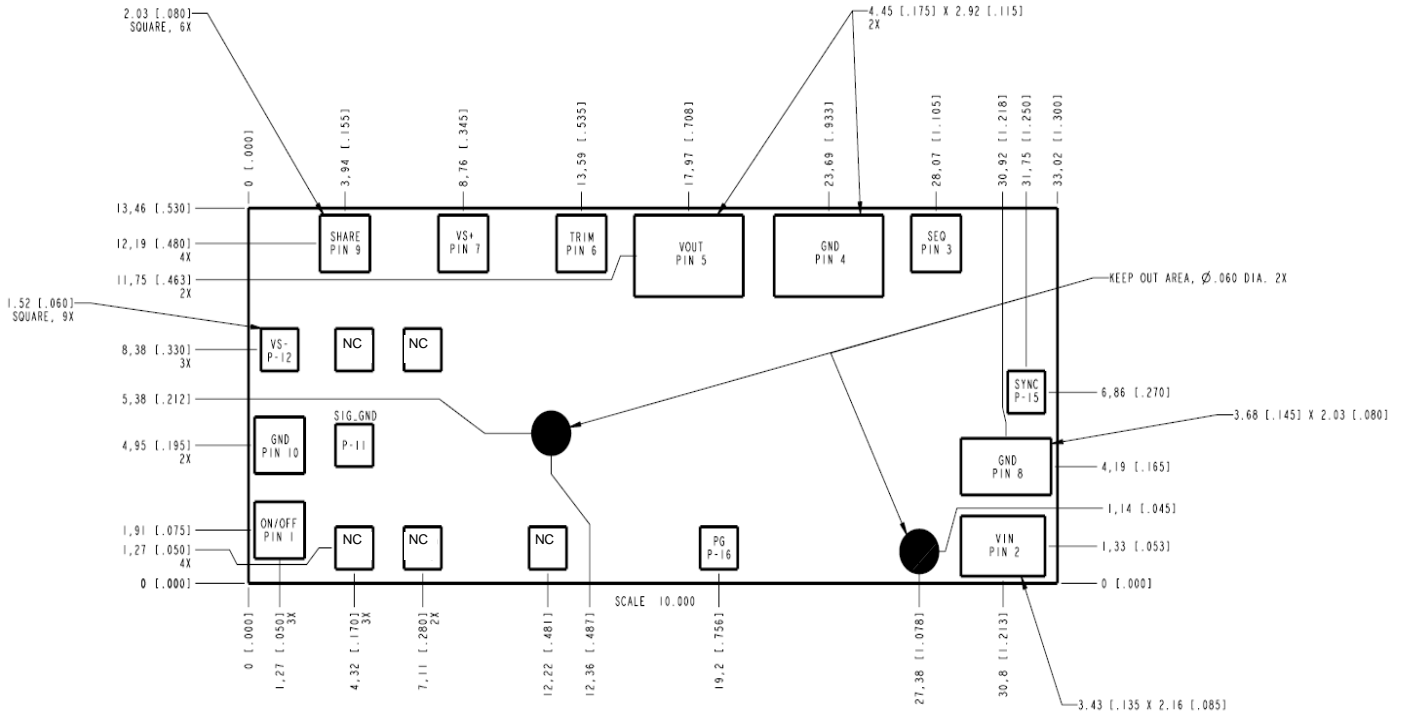 2.03 [.080]
SQUARE, 6X
4.45 [.175] X 2.92 [.115]
2X
0 [.000]
3,94 [.155]
8,76 [.345]
13,59 [.535]
17,97 [.708]
23,69 [.933]
28,07 [1.105]
30,92 [1.218]
31,75 [1.250]
33,02 [1.300]
13,46 [.530]
12,19 [.480]
4X
11,75 [.463]
2X
SHARE
PIN 9
VS+
PIN 7
TRIM
PIN 6
VOUT
PIN 5
GND
PIN 4
SEQ
PIN 3
KEEP OUT AREA, Ø.060 DIA. 2X
1.52 [.060]
SQUARE, 9X
8,38 [.330]
3X
VS-
P-12
NC
NC
5,38 [.212]
SYNC
P-15
6,86 [.270]
SIG_GND
P-11
3.68 [.145] X 2.03 [.080]
4,95 [.195]
2X
GND
PIN 10
GND
PIN 8
4,19 [.165]
1,14 [.045]
1,91 [.075]
1,27 [.050]
4X
ON/OFF
PIN 1
NC
NC
NC
PG
P-16
VIN
PIN 2
1,33 [.053]
0 [.000]
0 [.000]
SCALE 10.000
0 [.000]
1,27 [.050]
3X
4,32 [.170]
3X
7,11 [.280]
2X
12,22 [.481]
12,36 [.487]
19,2 [.756]
27,38 [1.078]
30,8 [1.213]
3.43 [.135 X 2.16 [.085]